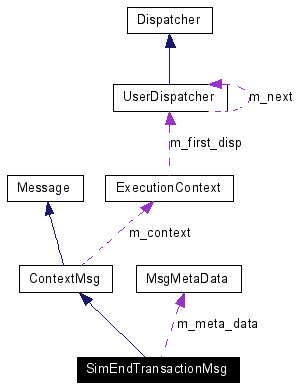 Dispatcher
UserDispatcher
m_next
m_first_disp
Message
ExecutionContext
m_context
ContextMsg
MsgMetaData
m_meta_data
SimEndTransactionMsg